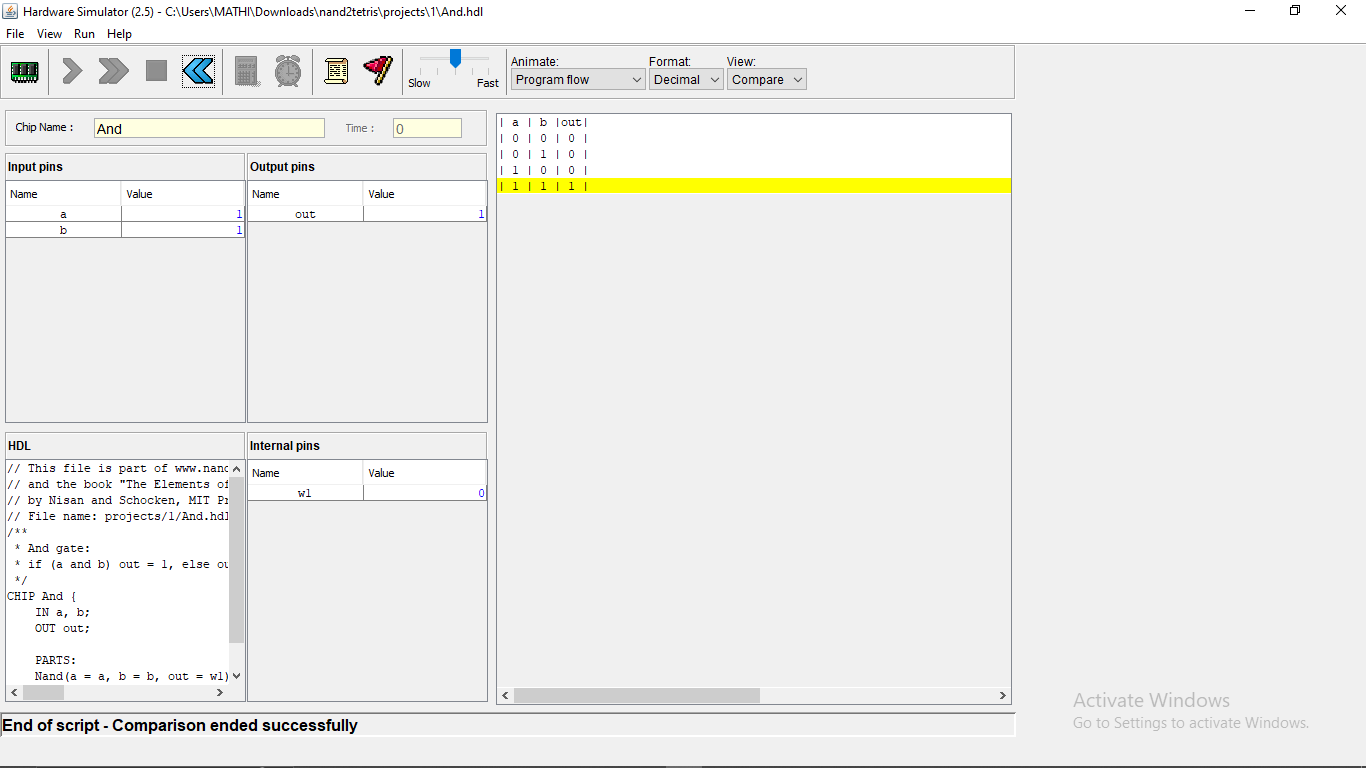 Hardware Simulator (2.5) - C:\Users\MATHI\Downloads\nand2tetris\projects\1\And.hdl
File View Run Help
Animate: Format: View:
Slow Fast Program flow Decimal Compare
Chip Name : And Time : 0
Input pins
Name Value
a 1
b 1
Output pins
Name Value
out 1
HDL
// This file is part of www.nand
// and the book "The Elements of
// by Nisan and Schocken, MIT Pr
// File name: projects/1/And.hdl
/**
* And gate:
* if (a and b) out = 1, else ou
*/
CHIP And {
IN a, b;
OUT out;
PARTS:
Nand(a = a, b = b, out = w1)
Internal pins
Name Value
w1 0
| a | b |out|
| 0 | 0 | 0 |
| 0 | 1 | 0 |
| 1 | 0 | 0 |
| 1 | 1 | 1 |
End of script - Comparison ended successfully
Activate Windows
Go to Settings to activate Windows.